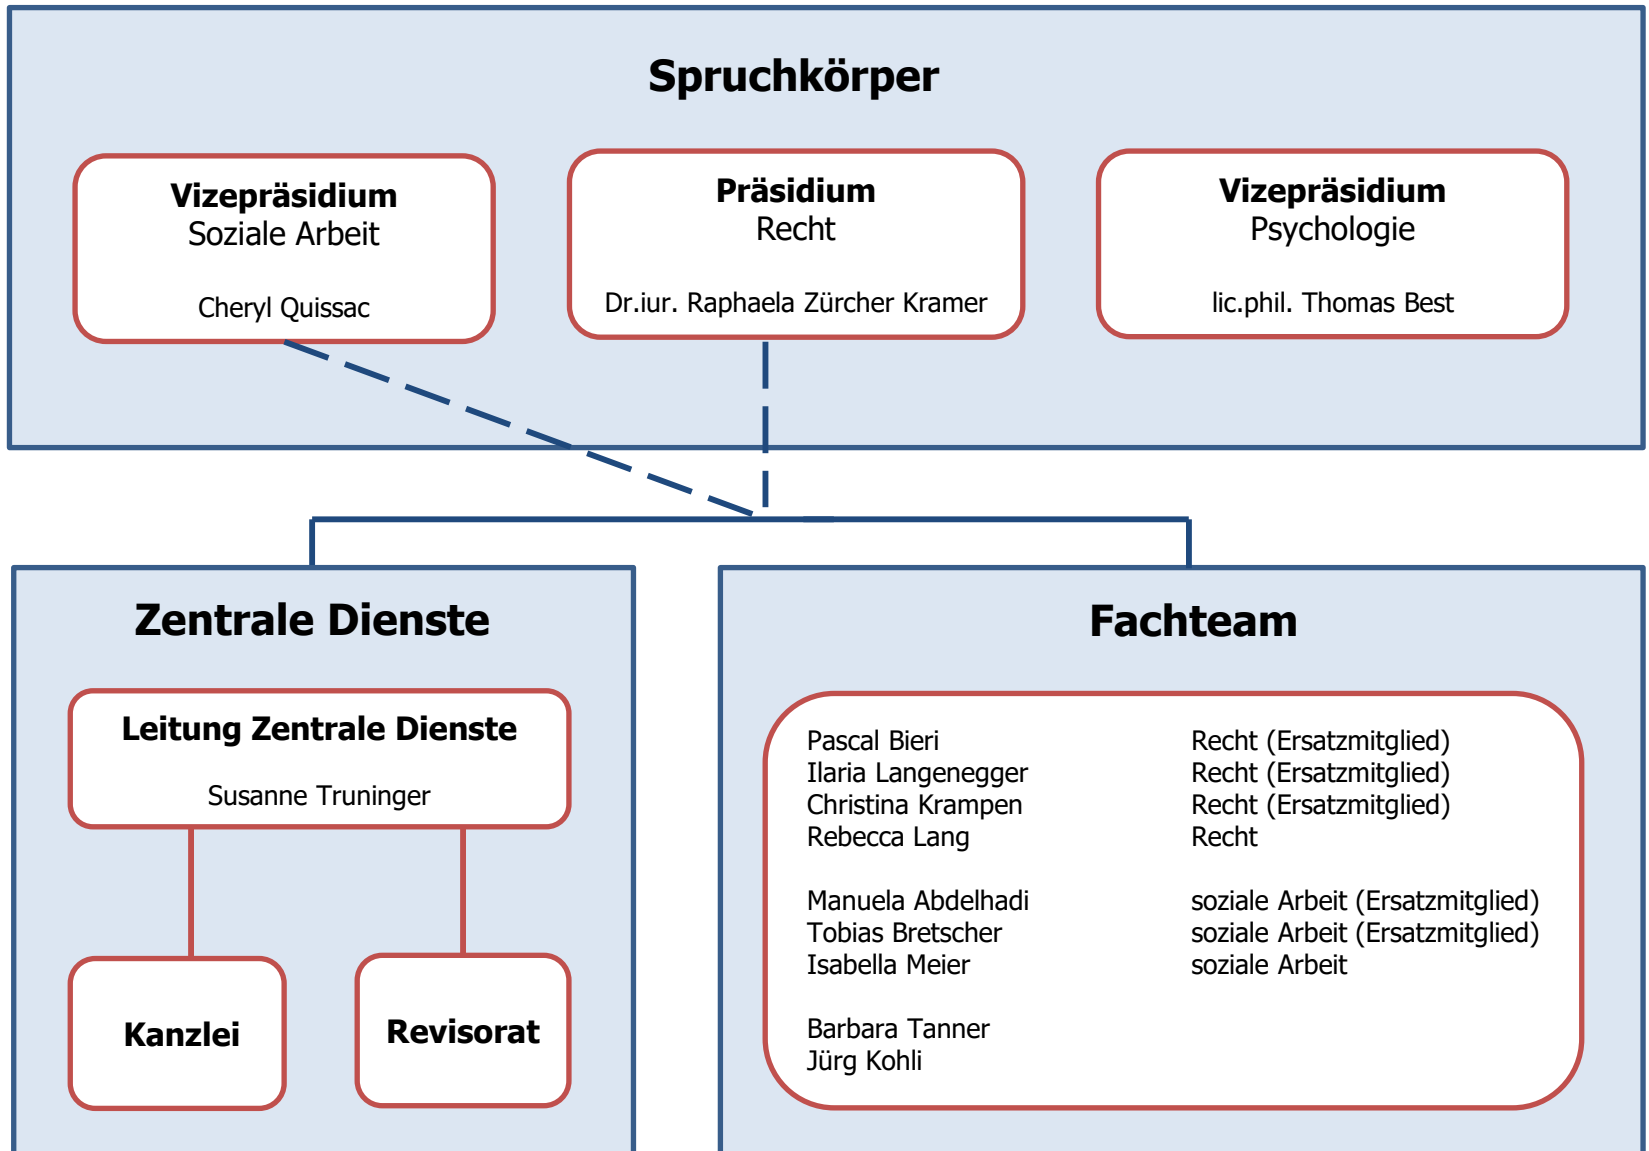 Spruchkörper
Vizepräsidium
Soziale Arbeit
Cheryl Quissac
Präsidium
Recht
Dr.iur. Raphaela Zürcher Kramer
Vizepräsidium
Psychologie
lic.phil. Thomas Best
Zentrale Dienste
Leitung Zentrale Dienste
Susanne Truninger
Kanzlei
Revisorat
Fachteam
Pascal Bieri Recht (Ersatzmitglied)
Ilaria Langenegger Recht (Ersatzmitglied)
Christina Krampen Recht (Ersatzmitglied)
Rebecca Lang Recht
Manuela Abdelhadi soziale Arbeit (Ersatzmitglied)
Tobias Bretscher soziale Arbeit (Ersatzmitglied)
Isabella Meier soziale Arbeit
Barbara Tanner
Jürg Kohli